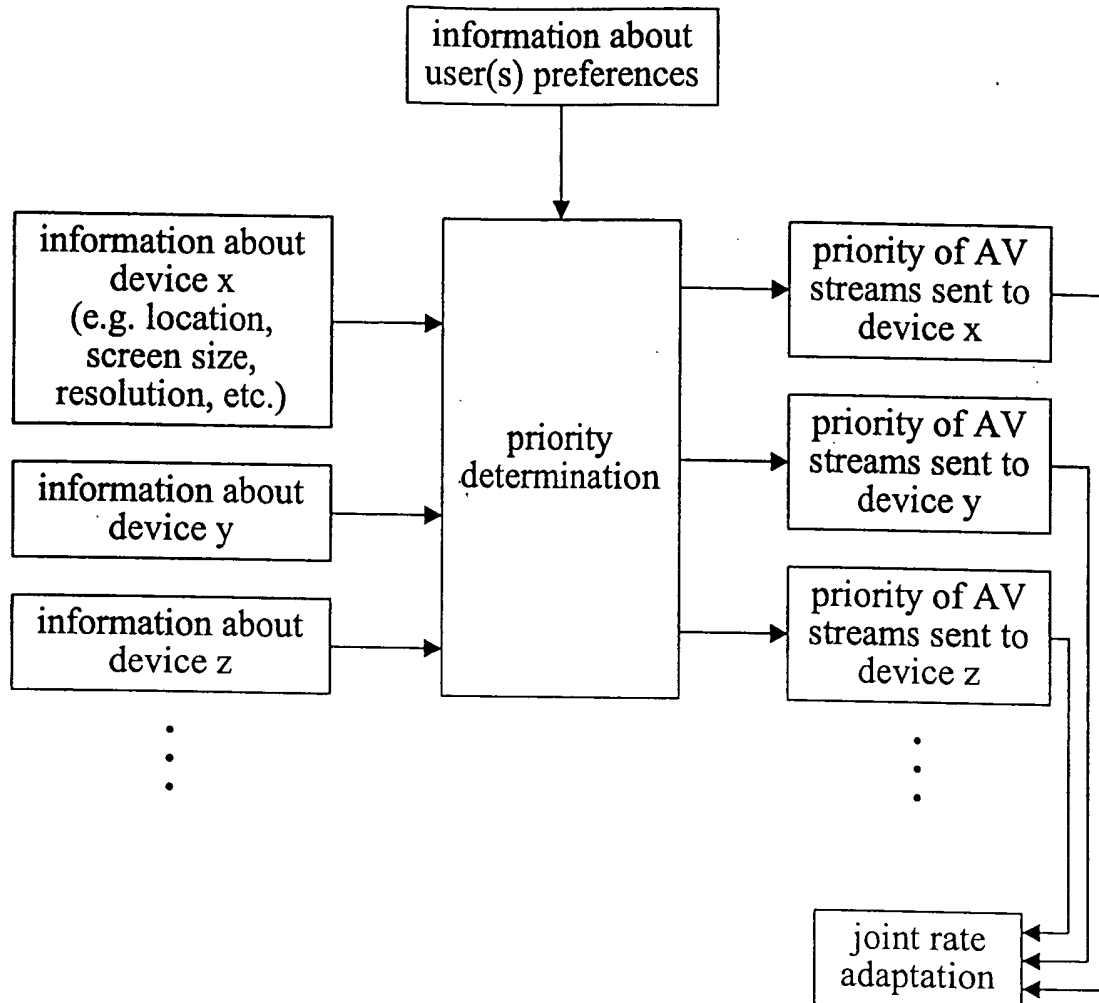 information about
user(s) preferences
information about
device x
(e.g. location,
screen size,
resolution, etc.)
information about
device y
information about
device z
priority
determination
priority of AV
streams sent to
device x
priority of AV
streams sent to
device y
priority of AV
streams sent to
device z
joint rate
adaptation